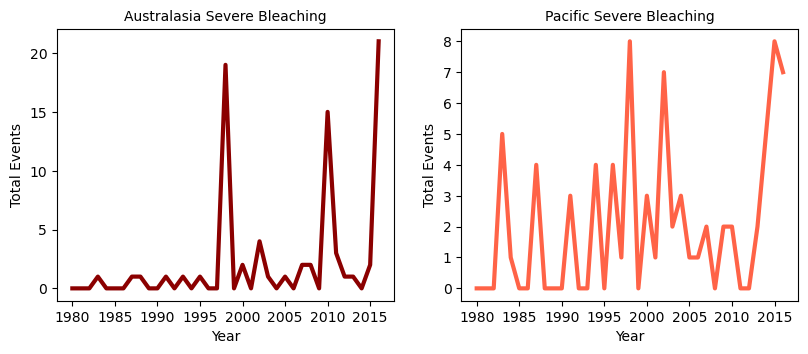 Australasia Severe Bleaching
Total Events
20
15
10
5
0
1980 1985 1990 1995 2000 2005 2010 2015
Year
Pacific Severe Bleaching
Total Events
8
7
6
5
4
3
2
1
0
1980 1985 1990 1995 2000 2005 2010 2015
Year